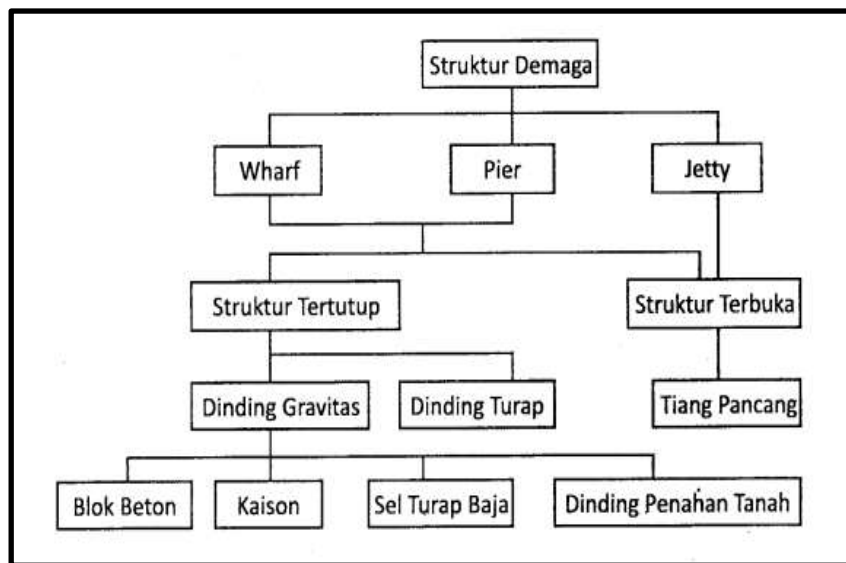 Struktur Demaga
Wharf
Pier
Jetty
Struktur Tertutup
Struktur Terbuka
Dinding Gravitas
Dinding Turap
Tiang Pancang
Blok Beton
Kaison
Sel Turap Baja
Dinding Penahan Tanah